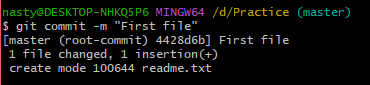 nasty@DESKTOP-NHKQ5P6 MINGW64 /d/Practice (master)
$ git commit -m "First file"
[master (root-commit) 4428d6b] First file
 1 file changed, 1 insertion(+)
 create mode 100644 readme.txt